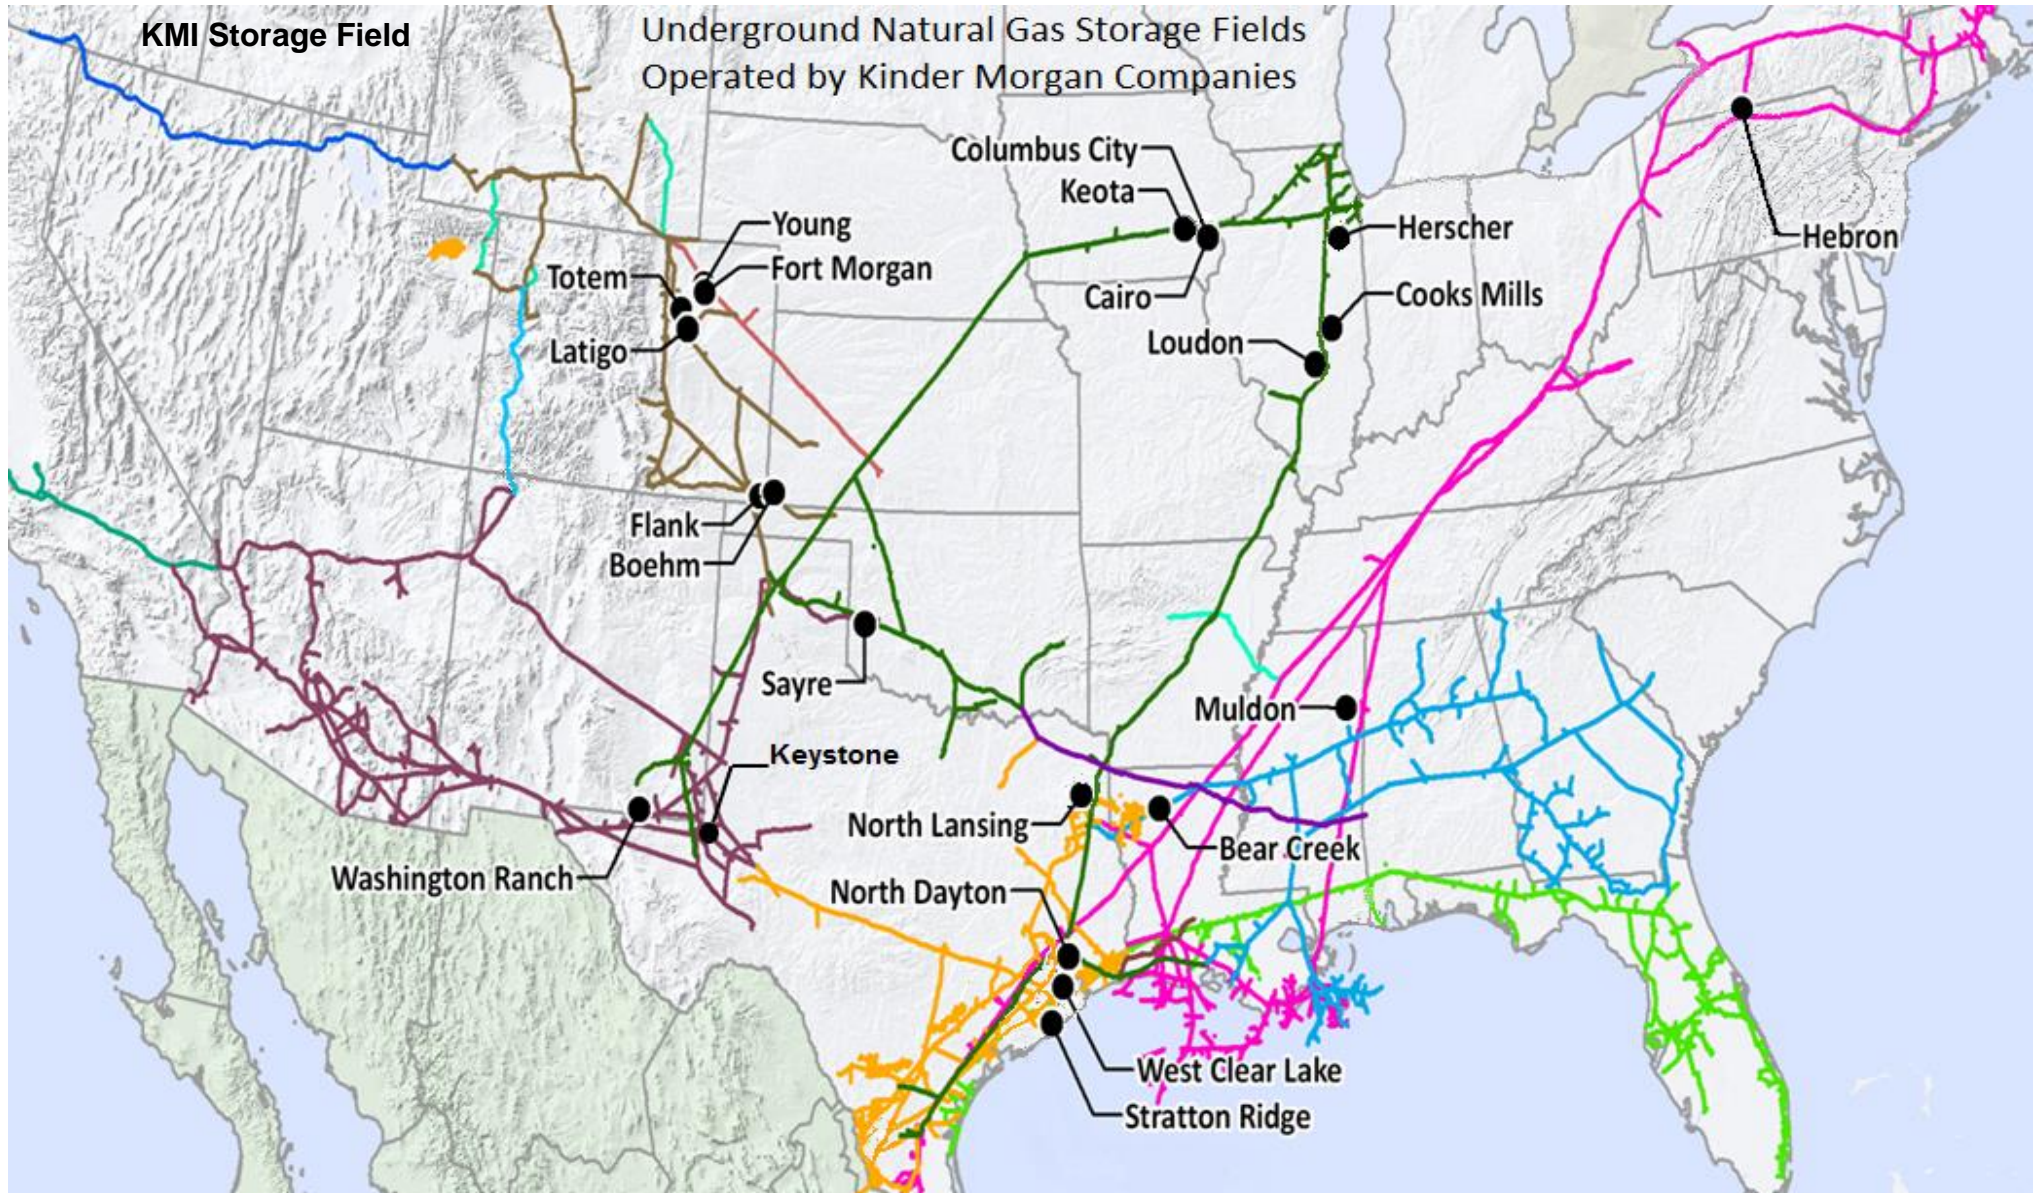 KMI Storage Field
Underground Natural Gas Storage Fields
Operated by Kinder Morgan Companies
Columbus City
Keota
Young
Herscher
Hebron
Totem
Fort Morgan
Cairo
Cooks Mills
Latigo
Loudon
Flank
Boehm
Sayre
Muldon
Keystone
North Lansing
Bear Creek
Washington Ranch
North Dayton
West Clear Lake
Stratton Ridge